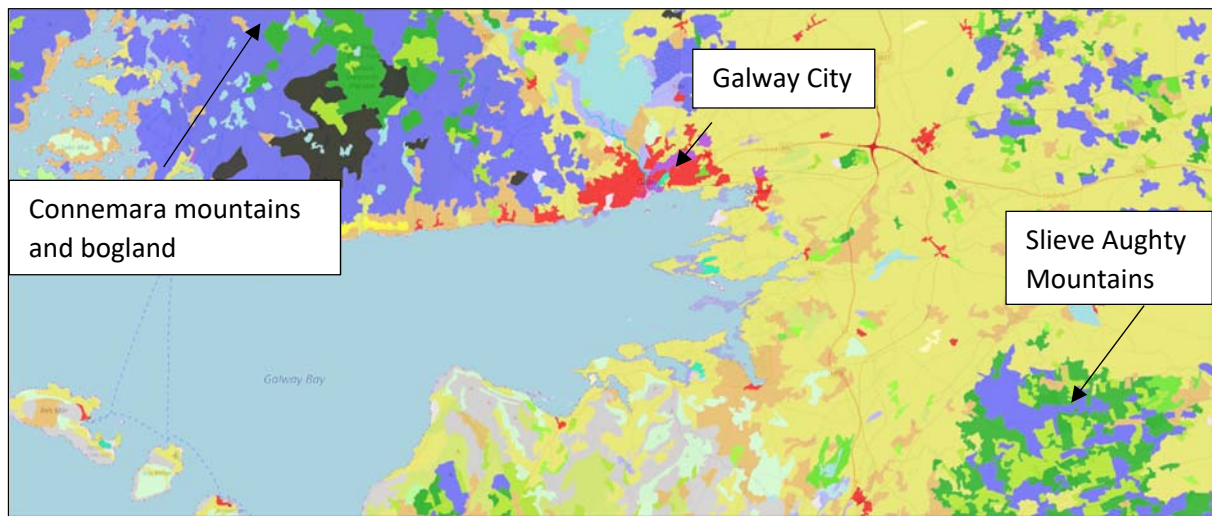 Galway City
Connemara mountains
and bogland
Slieve Aughty
Mountains
Galway Bay